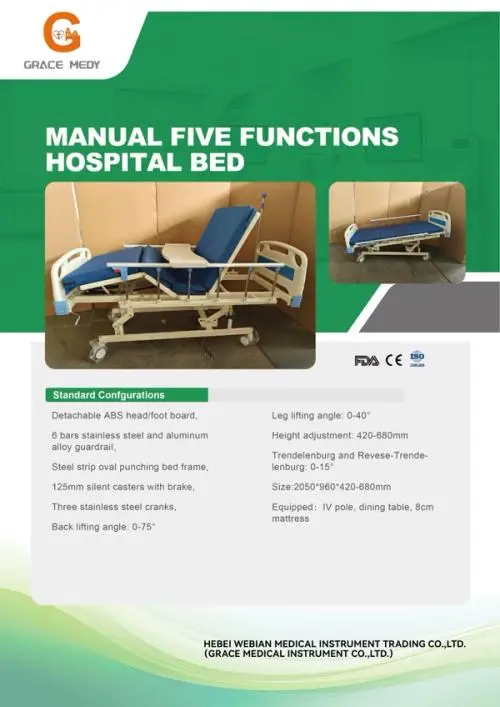 GRACE MEDY
MANUAL FIVE FUNCTIONS
HOSPITAL BED
FDA CE ISO
Standard Confgurations
Detachable ABS head/foot board,
6 bars stainless steel and aluminum
alloy guardrail,
Steel strip oval punching bed frame,
125mm silent casters with brake,
Three stainless steel cranks,
Back lifting angle: 0-75°
Leg lifting angle: 0-40°
Height adjustment: 420-680mm
Trendelenburg and Revese-Trende-
lenburg: 0-15°
Size:2050*960*420-680mm
Equipped：IV pole, dining table, 8cm
mattress
HEBEI WEBIAN MEDICAL INSTRUMENT TRADING CO.,LTD.
(GRACE MEDICAL INSTRUMENT CO.,LTD.)